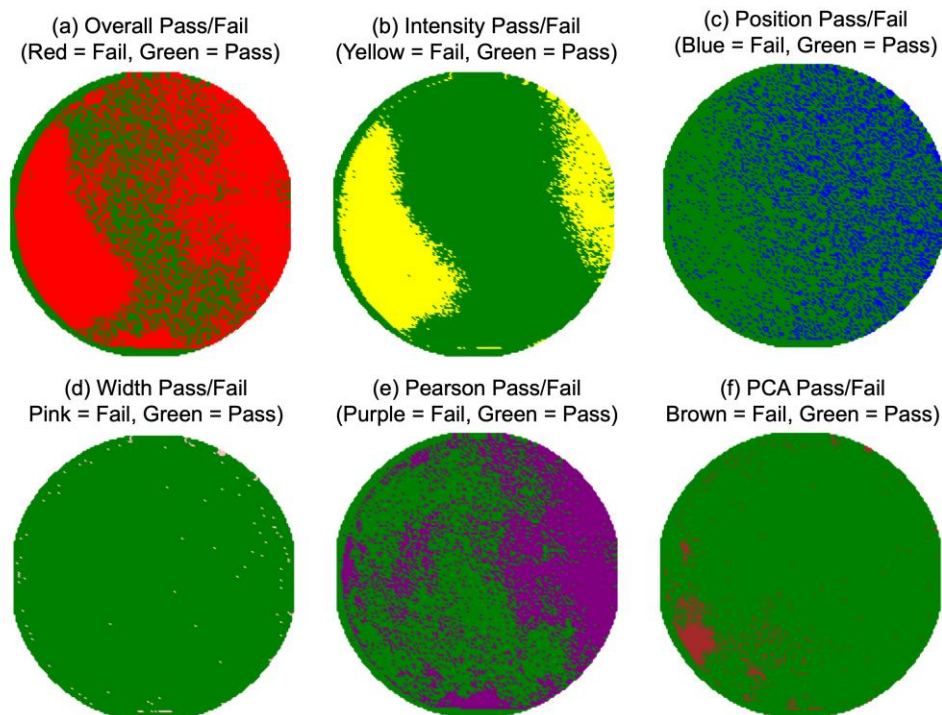 (a) Overall Pass/Fail
(Red = Fail, Green = Pass)
(b) Intensity Pass/Fail
(Yellow = Fail, Green = Pass)
(c) Position Pass/Fail
(Blue = Fail, Green = Pass)
(d) Width Pass/Fail
Pink = Fail, Green = Pass)
(e) Pearson Pass/Fail
(Purple = Fail, Green = Pass)
(f) PCA Pass/Fail
Brown = Fail, Green = Pass)